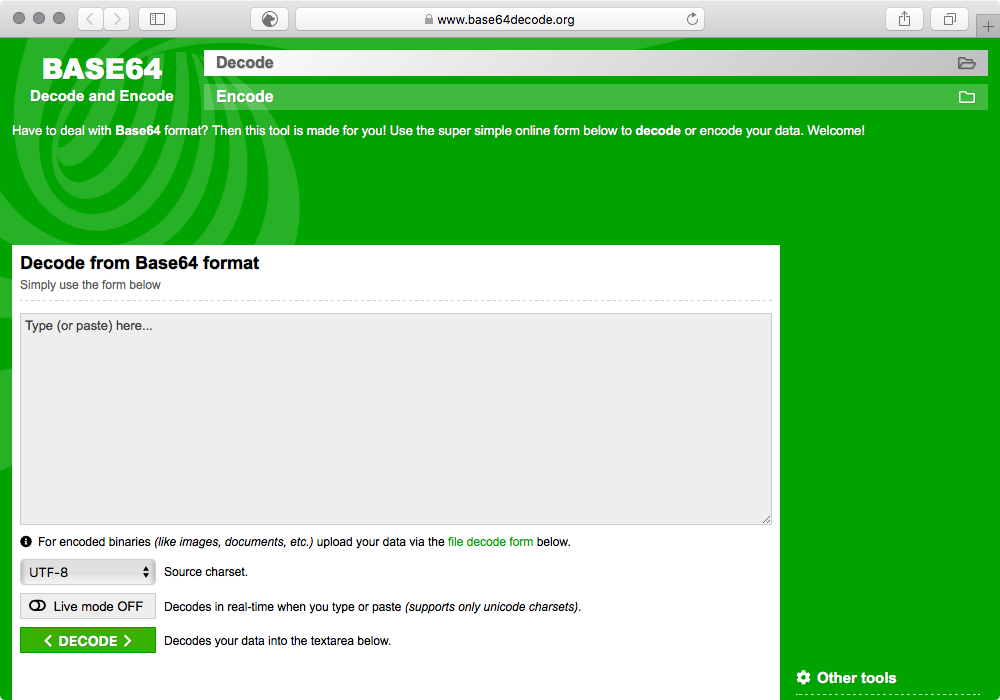 www.base64decode.org
BASE64
Decode and Encode
Decode
Encode
Have to deal with Base64 format? Then this tool is made for you! Use the super simple online form below to decode or encode your data. Welcome!
Decode from Base64 format
Simply use the form below
Type (or paste) here...
For encoded binaries (like images, documents, etc.) upload your data via the file decode form below.
UTF-8 Source charset.
Live mode OFF Decodes in real-time when you type or paste (supports only unicode charsets).
< DECODE > Decodes your data into the textarea below.
Other tools